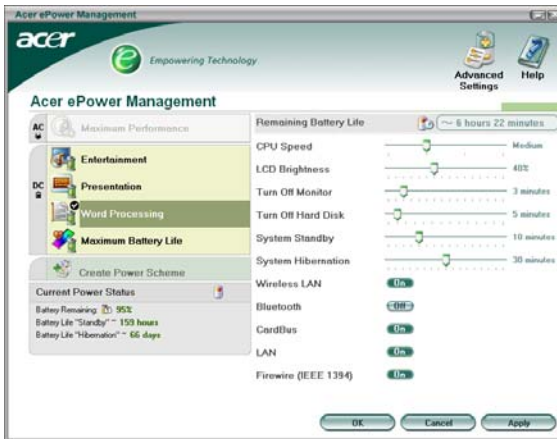 Acer ePower Management
acer
Empowering Technology
Advanced Settings
Help
Acer ePower Management
AC
Maximum Performance
DC
Entertainment
Presentation
Word Processing
Maximum Battery Life
Create Power Scheme
Current Power Status
Battery Remaining: 95%
Battery Life "Standby" ~ 159 hours
Battery Life "Hibernation" ~ 66 days
Remaining Battery Life ~ 6 hours 22 minutes
CPU Speed Medium
LCD Brightness 40%
Turn Off Monitor 3 minutes
Turn Off Hard Disk 5 minutes
System Standby 10 minutes
System Hibernation 30 minutes
Wireless LAN On
Bluetooth Off
CardBus On
LAN On
Firewire (IEEE 1394) On
OK
Cancel
Apply